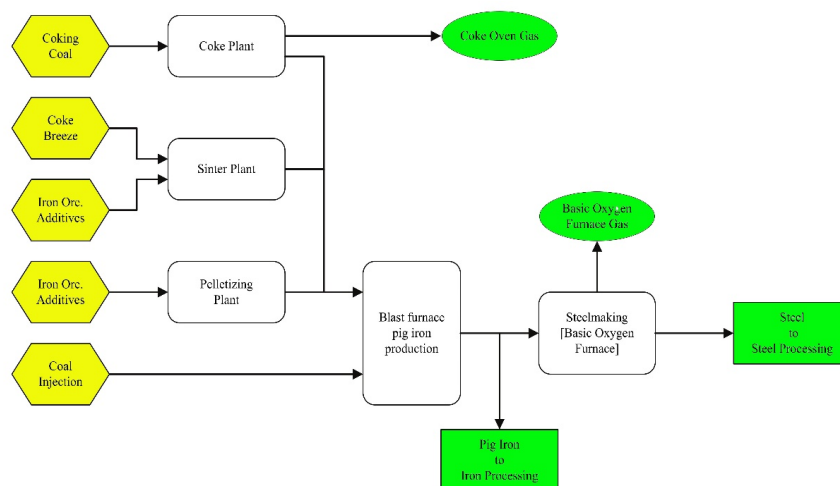 Coking
Coal
Coke Plant
Coke Oven Gas
Coke
Breeze
Sinter Plant
Iron Orc.
Additives
Basic Oxygen
Furnace Gas
Iron Orc.
Additives
Pelletizing
Plant
Blast furnace
pig iron
production
Steelmaking
[Basic Oxygen
Furnace]
Steel
to
Steel Processing
Coal
Injection
Pig Iron
to
Iron Processing